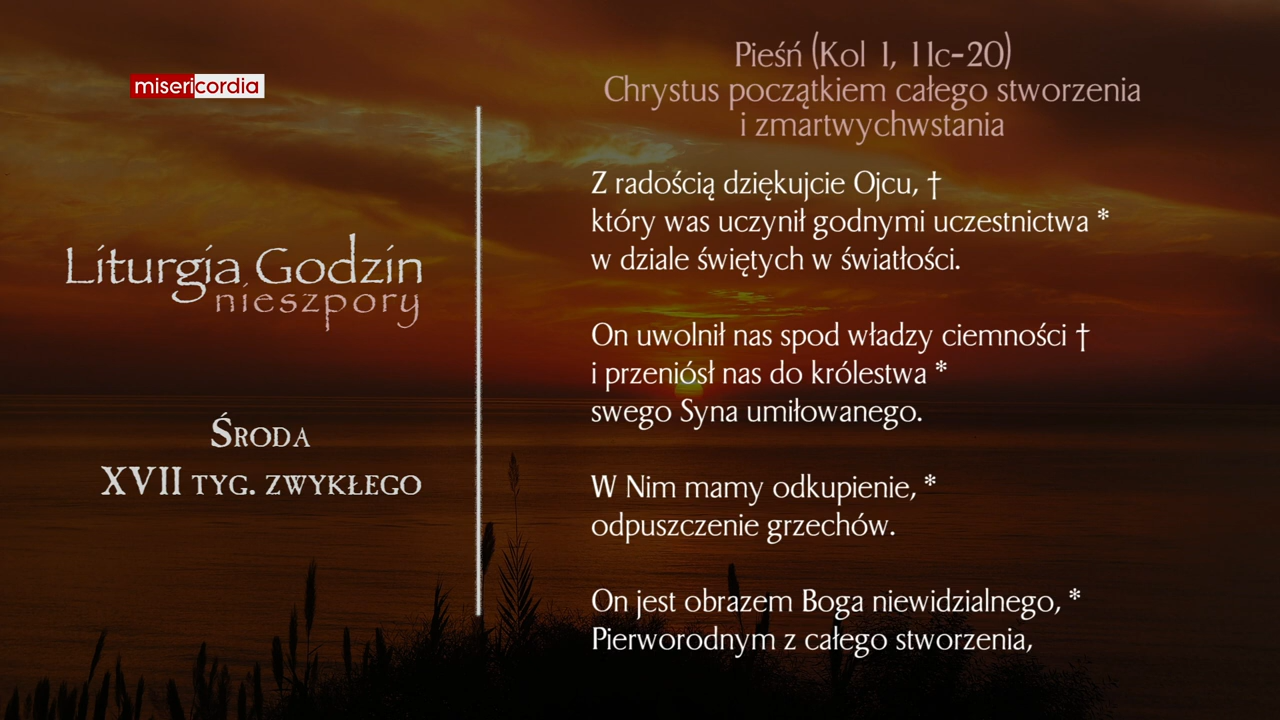 misericordia
Liturgia Godzin
nieszpory
Środa
XVII tyg. zwykłego
Pieśń (Kol 1, 11c-20)
Chrystus początkiem całego stworzenia
i zmartwychwstania
Z radością dziękujcie Ojcu, †
który was uczynił godnymi uczestnictwa *
w dziale świętych w światłości.
On uwolnił nas spod władzy ciemności †
i przeniósł nas do królestwa *
swego Syna umiłowanego.
W Nim mamy odkupienie, *
odpuszczenie grzechów.
On jest obrazem Boga niewidzialnego, *
Pierworodnym z całego stworzenia,